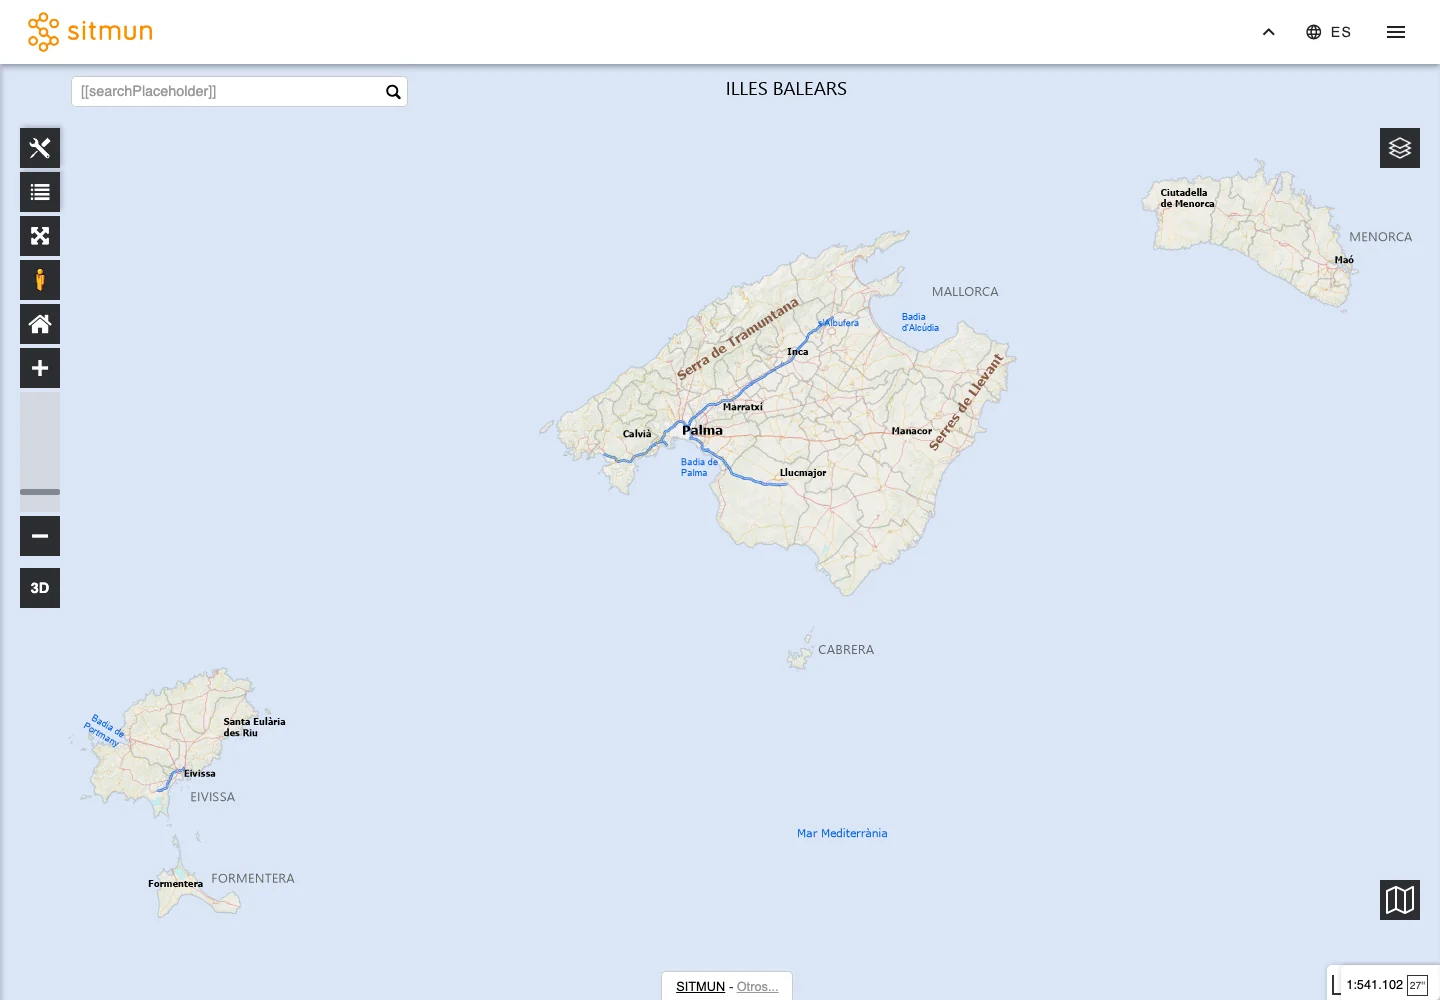 sitmun
ES
[[searchPlaceholder]]
ILLES BALEARS
Ciutadella
de Menorca
MENORCA
Maó
MALLORCA
Serra de Tramuntana
s'Albufera
Badia
d'Alcúdia
Inca
Serres de Llevant
Marratxí
Calvià
Palma
Manacor
Badia de
Palma
Llucmajor
3D
CABRERA
Badia de
Portmany
Santa Eulària
des Riu
Eivissa
EIVISSA
Mar Mediterrània
Formentera
FORMENTERA
SITMUN - Otros...
1:541.102 27"